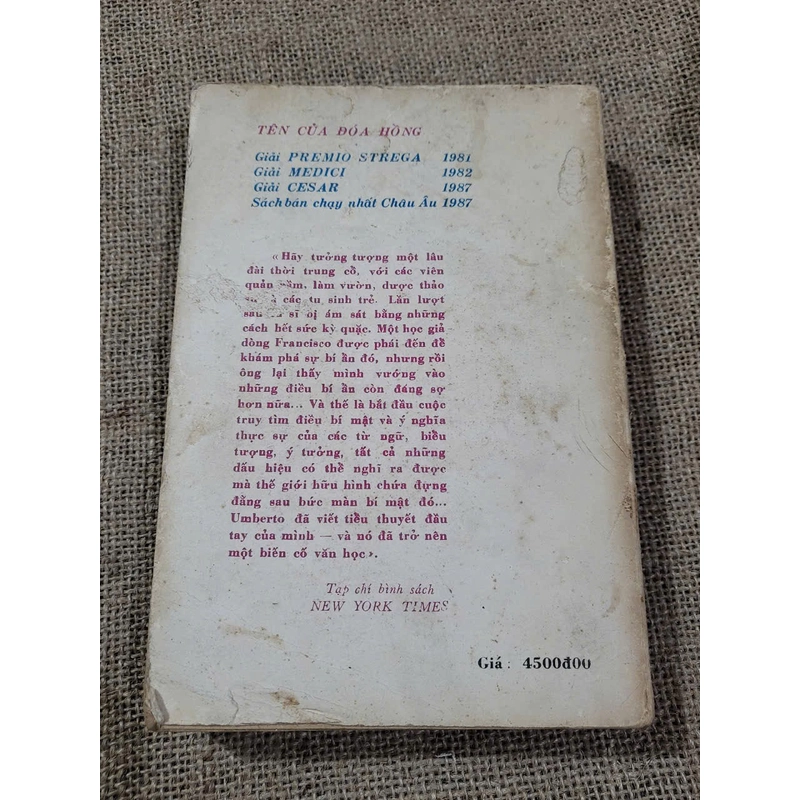 TÊN CỦA ĐÓA HỒNG
Giải PREMIO STREGA 1981
Giải MEDICI 1982
Giải CESAR 1987
Sách bán chạy nhất Châu Âu 1987
«Hãy tưởng tượng một lâu
đài thời trung cổ, với các viên
quản hầm, làm vườn, dược thảo
các tu sinh trẻ. Lần lượt
sĩ bị ám sát bằng những
cách hết sức kỳ quặc. Một học giả
dòng Francisco được phái đến để
khám phá sự bí ẩn đó, nhưng rồi
ông lại thấy mình vướng vào
những điều bí ẩn còn đáng sợ
hơn nữa... Và thế là bắt đầu cuộc
truy tìm điều bí mật và ý nghĩa
thực sự của các từ ngữ, biểu
tượng, ý tưởng, tất cả những
dấu hiệu có thể nghĩ ra được
mà thế giới hữu hình chứa đựng
đằng sau bức màn bí mật đó...
Umberto đã viết tiểu thuyết đầu
tay của mình — và nó đã trở nên
một biến cố văn học».
Tạp chí bình sách
NEW YORK TIMES
Giá : 4500đ00